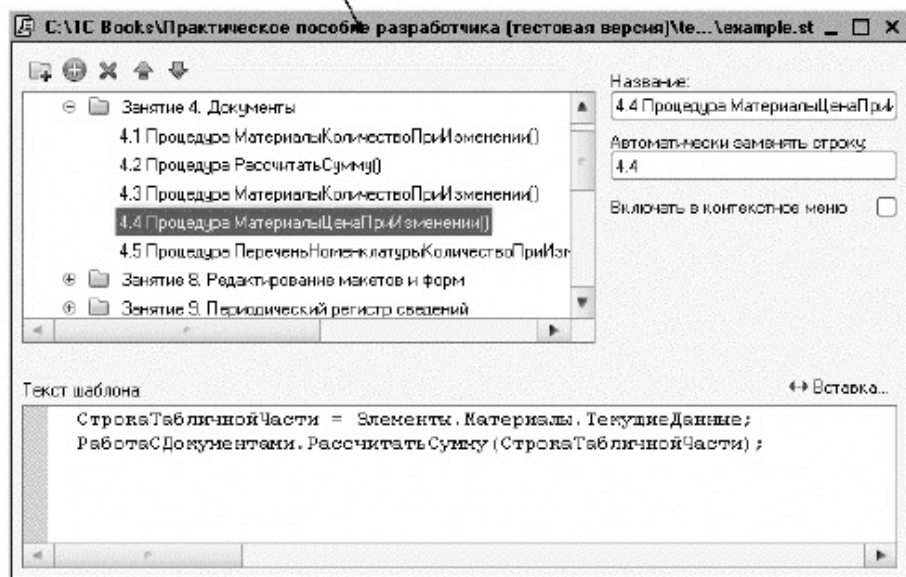 C:\1C Books\Практическое пособие разработчика (тестовая версия)\te...\example.st
Занятие 4. Документы
4.1 Процедура МатериалыКоличествоПриИзменении()
4.2 Процедура РассчитатьСумму()
4.3 Процедура МатериалыКоличествоПриИзменении()
4.4 Процедура МатериалыЦенаПриИзменении()
4.5 Процедура ПереченьНоменклатурыКоличествоПриИзм
Занятие 8. Редактирование макетов и форм
Занятие 9. Периодический регистр сведений
Название:
4.4 Процедура МатериалыЦенаПриИ
Автоматически заменять строку:
4.4
Включать в контекстное меню
Текст шаблона
Вставка...
СтрокаТабличнойЧасти = Элементы.Материалы.ТекущиеДанные;
РаботаСДокументами.РассчитатьСумму(СтрокаТабличнойЧасти);